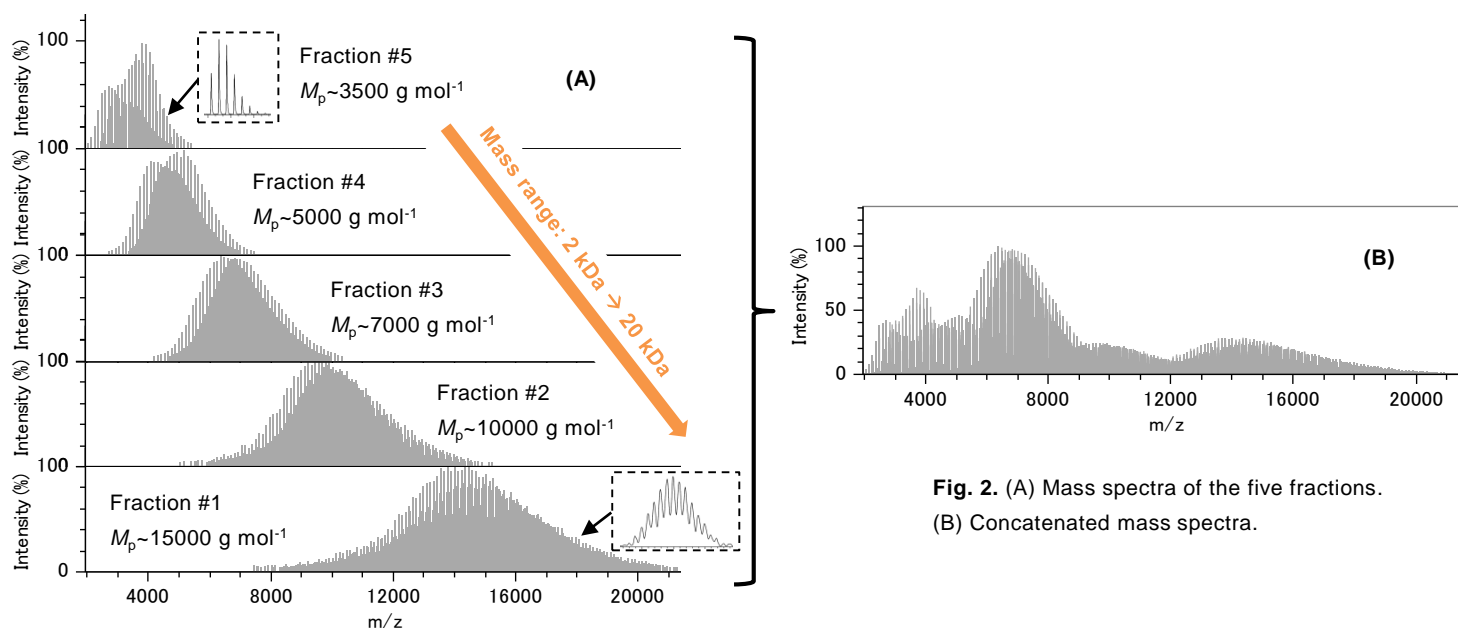 Intensity (%)
100
Fraction #5
Mp~3500 g mol-1
(A)
Intensity (%)
100
Fraction #4
Mp~5000 g mol-1
Intensity (%)
100
Fraction #3
Mp~7000 g mol-1
Intensity (%)
100
Fraction #2
Mp~10000 g mol-1
Intensity (%)
100
Fraction #1
Mp~15000 g mol-1
0
4000 8000 12000 16000 20000
m/z
Mass range: 2 kDa → 20 kDa
(B)
Intensity (%)
100
50
0
4000 8000 12000 16000 20000
m/z
Fig. 2. (A) Mass spectra of the five fractions.
(B) Concatenated mass spectra.